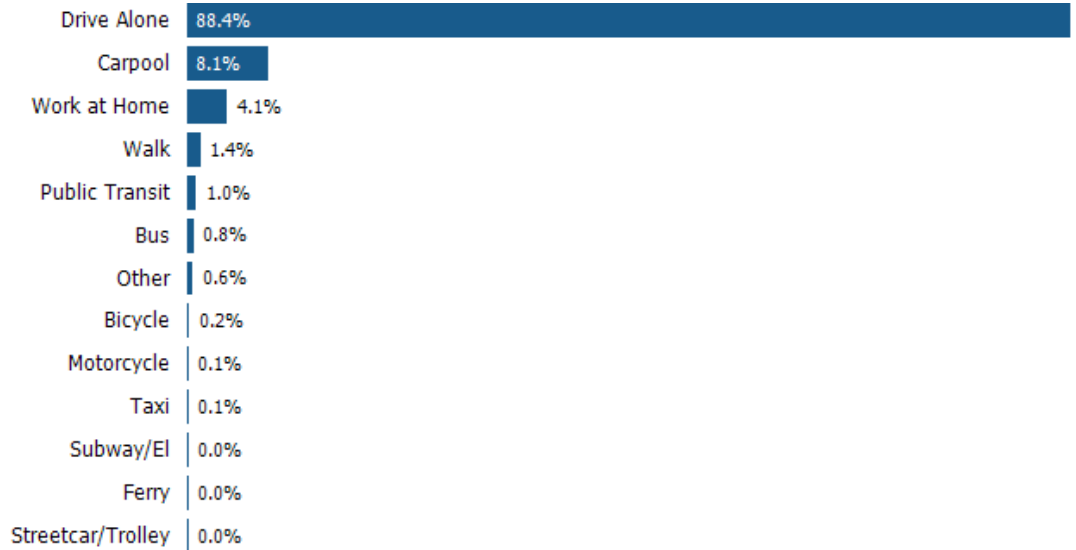 Drive Alone 88.4%
Carpool 8.1%
Work at Home 4.1%
Walk 1.4%
Public Transit 1.0%
Bus 0.8%
Other 0.6%
Bicycle 0.2%
Motorcycle 0.1%
Taxi 0.1%
Subway/El 0.0%
Ferry 0.0%
Streetcar/Trolley 0.0%